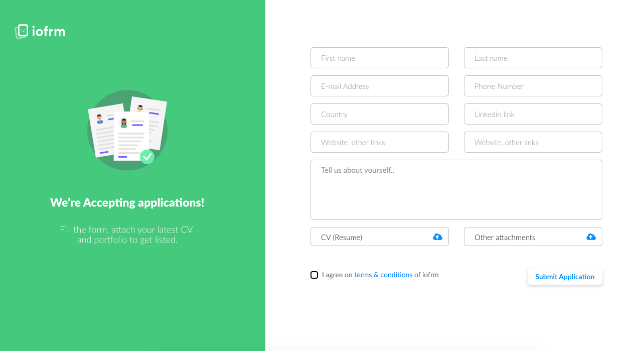 iofrm
We're Accepting applications!
the form, attach your latest CV
and portfolio to get listed.
First name
Last name
E-mail Address
Phone Number
Country
Linkedin link
Website, other links
Website, other links
Tell us about yourself..
CV (Resume)
Other attachments
I agree on terms & conditions of iofrm
Submit Application